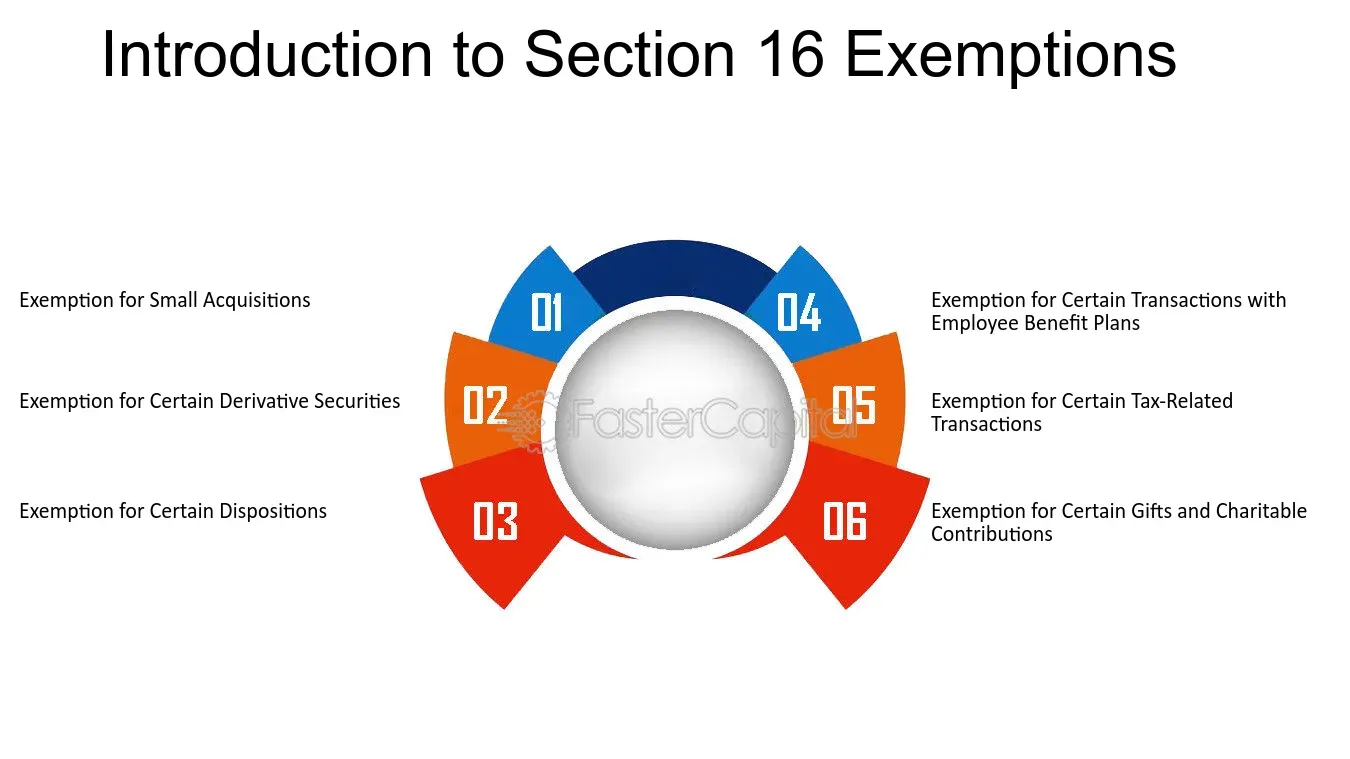 Introduction to Section 16 Exemptions
01
Exemption for Small Acquisitions
02
Exemption for Certain Derivative Securities
03
Exemption for Certain Dispositions
04
Exemption for Certain Transactions with
Employee Benefit Plans
05
Exemption for Certain Tax-Related
Transactions
06
Exemption for Certain Gifts and Charitable
Contributions
FasterCapital